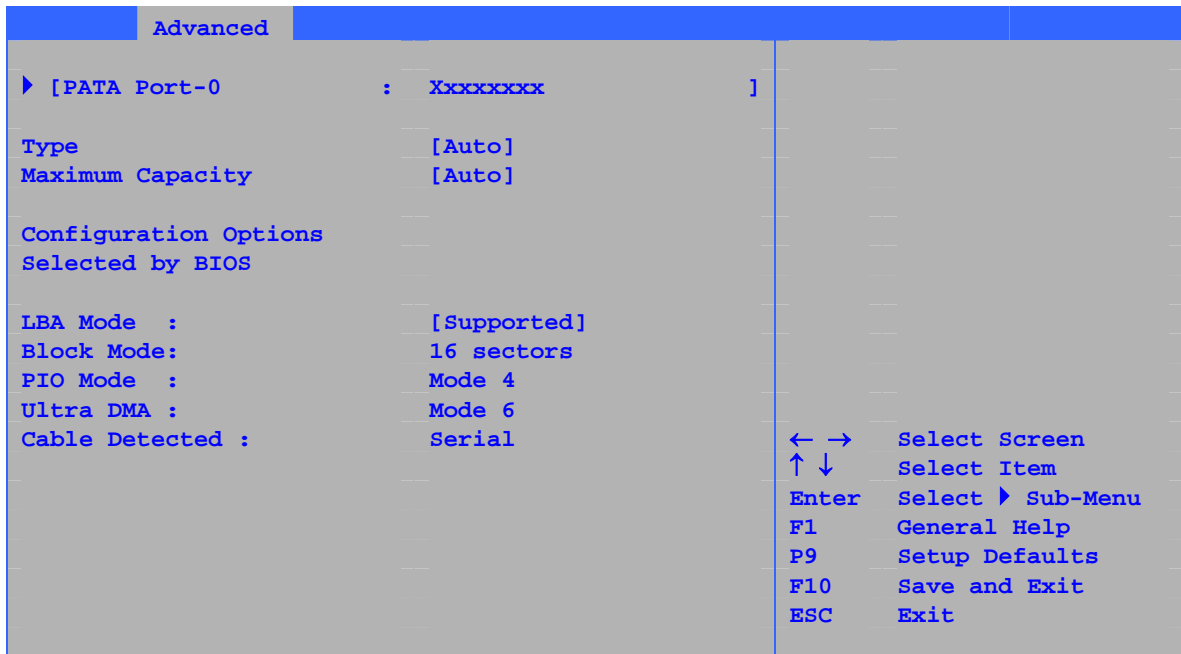 Advanced
[PATA Port-0 : Xxxxxxxx ]
Type [Auto]
Maximum Capacity [Auto]
Configuration Options
Selected by BIOS
LBA Mode : [Supported]
Block Mode: 16 sectors
PIO Mode : Mode 4
Ultra DMA : Mode 6
Cable Detected : Serial
← → Select Screen
↑ ↓ Select Item
Enter Select Sub-Menu
F1 General Help
P9 Setup Defaults
F10 Save and Exit
ESC Exit